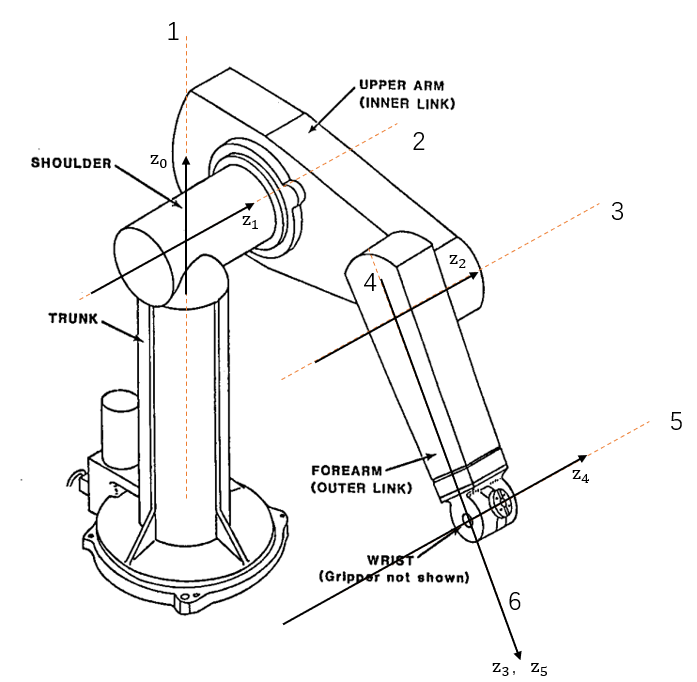 1
UPPER ARM
(INNER LINK)
2
SHOULDER
z₀
z₁
3
z₂
4
TRUNK
5
FOREARM
(OUTER LINK)
z₄
WRIST
(Gripper not shown)
6
z₃, z₅